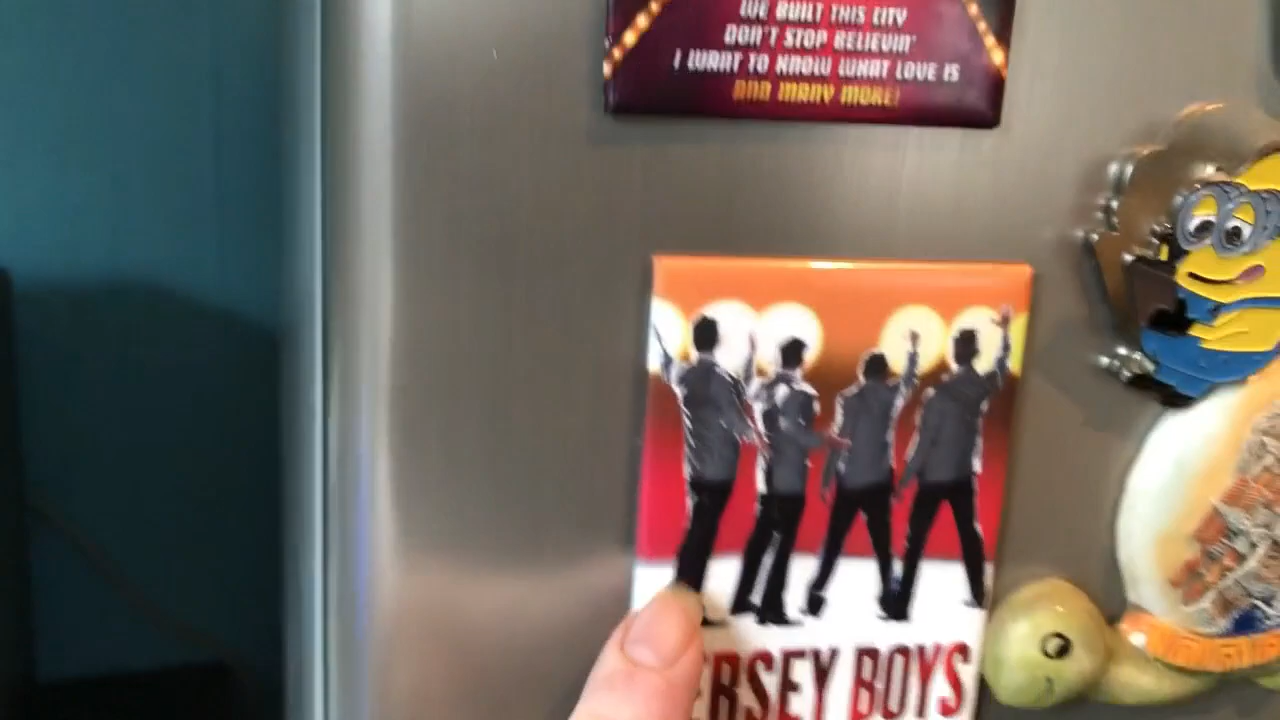 WE BUILT THIS CITY
DON'T STOP BELIEVIN'
I WANT TO KNOW WHAT LOVE IS
AND MANY MORE!
ERSEY BOYS